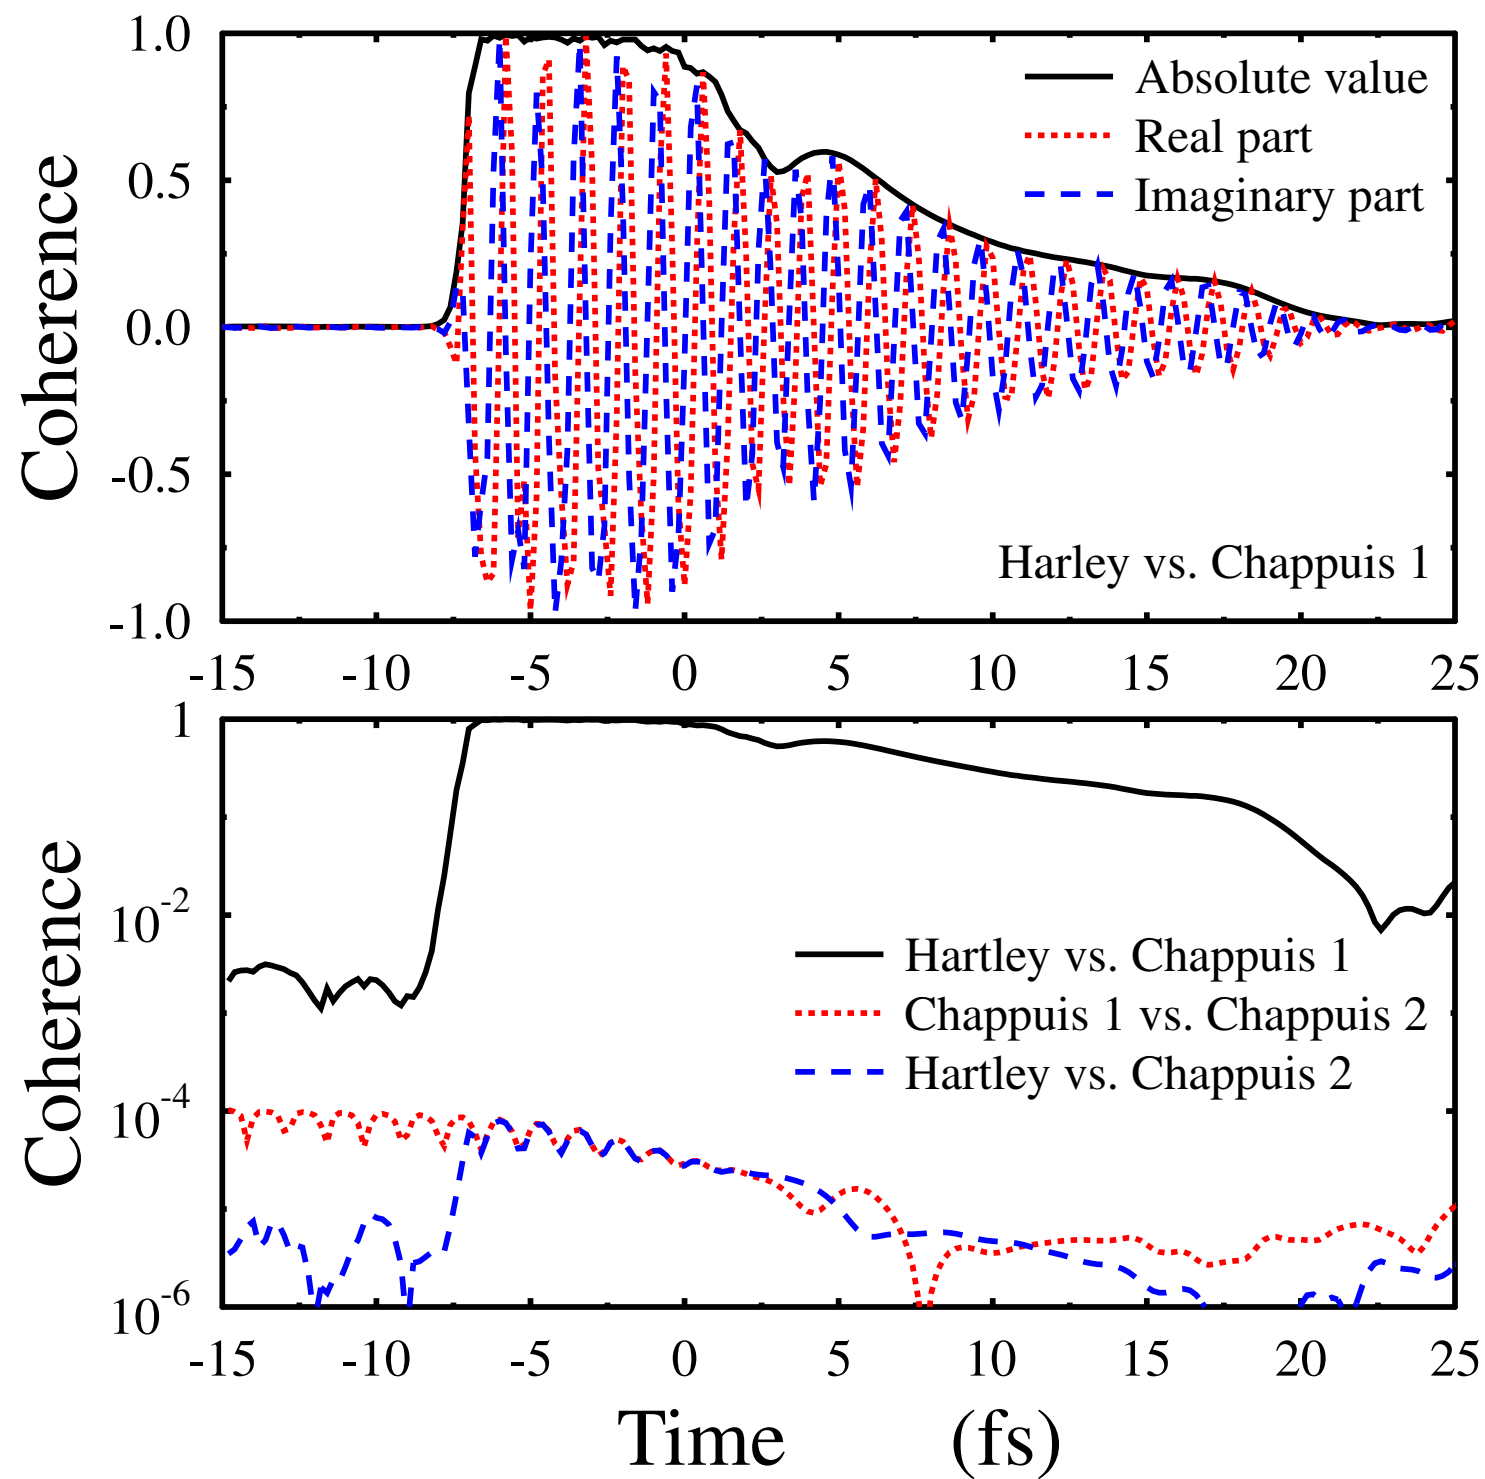 1.0
0.5
0.0
-0.5
-1.0
Coherence
Absolute value
Real part
Imaginary part
Harley vs. Chappuis 1
-15 -10 -5 0 5 10 15 20 25
1
10^-2
10^-4
10^-6
Coherence
Hartley vs. Chappuis 1
Chappuis 1 vs. Chappuis 2
Hartley vs. Chappuis 2
-15 -10 -5 0 5 10 15 20 25
Time (fs)